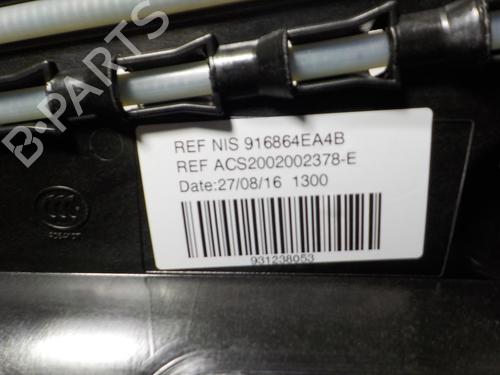 B-PARTS
REF NIS 916864EA4B
REF ACS2002002378-E
Date:27/08/16 1300
931238053